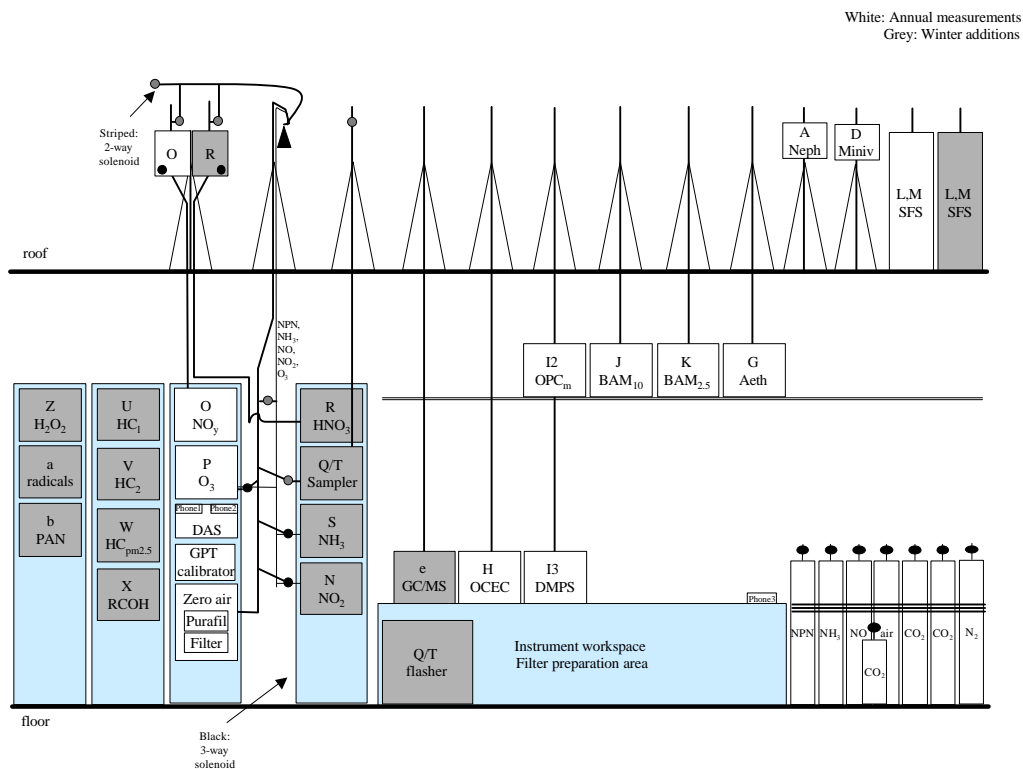 White: Annual measurements
Grey: Winter additions
Striped:
2-way
solenoid
O
R
A
Neph
D
Miniv
L,M
SFS
L,M
SFS
roof
NPN,
NH3,
NO,
NO2,
O3
I2
OPCm
J
BAM10
K
BAM2.5
G
Aeth
Z
H2O2
a
radicals
b
PAN
U
HC1
V
HC2
W
HCpm2.5
X
RCOH
O
NOy
P
O3
Phone1
Phone2
DAS
GPT
calibrator
Zero air
Purafil
Filter
R
HNO3
Q/T
Sampler
S
NH3
N
NO2
e
GC/MS
H
OCEC
I3
DMPS
Phone3
Q/T
flasher
Instrument workspace
Filter preparation area
NPN
NH3
NO
air
CO2
CO2
N2
CO2
floor
Black:
3-way
solenoid